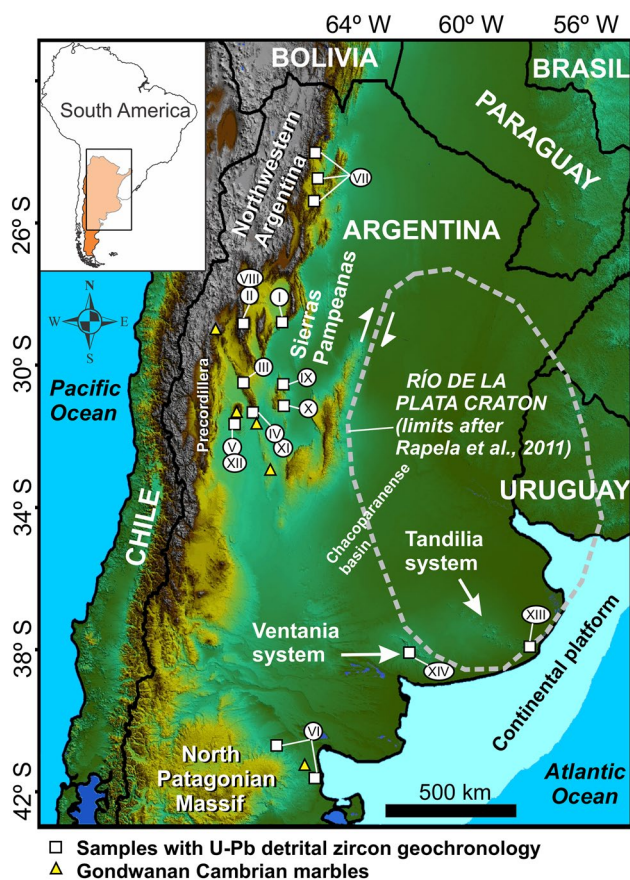 64º W
60º W
56º W
BOLIVIA
BRASIL
South America
PARAGUAY
Northwestern
Argentina
VII
26º S
ARGENTINA
N
W
E
S
VIII
II
I
Sierras
Pampeanas
30º S
III
IX
Pacific
Ocean
Precordillera
X
RÍO DE LA
PLATA CRATON
(limits after
Rapela et al., 2011)
IV
V
XI
XII
URUGUAY
34º S
CHILE
Chacoparanense
basin
Tandilia
system
XIII
Ventania
system
38º S
XIV
Continental platform
VI
North
Patagonian
Massif
Atlantic
Ocean
500 km
42º S
Samples with U-Pb detrital zircon geochronology
Gondwanan Cambrian marbles